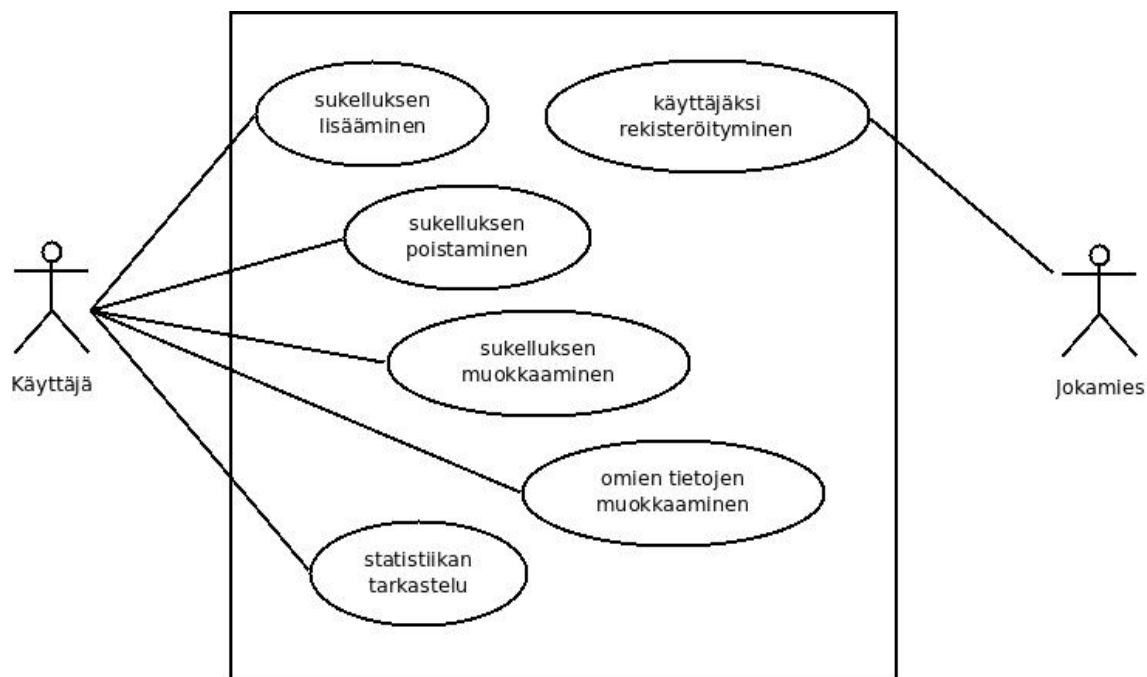 sukelluksen
lisääminen
käyttäjäksi
rekisteröityminen
sukelluksen
poistaminen
sukelluksen
muokkaaminen
Käyttäjä
Jokamies
omien tietojen
muokkaaminen
statistiikan
tarkastelu